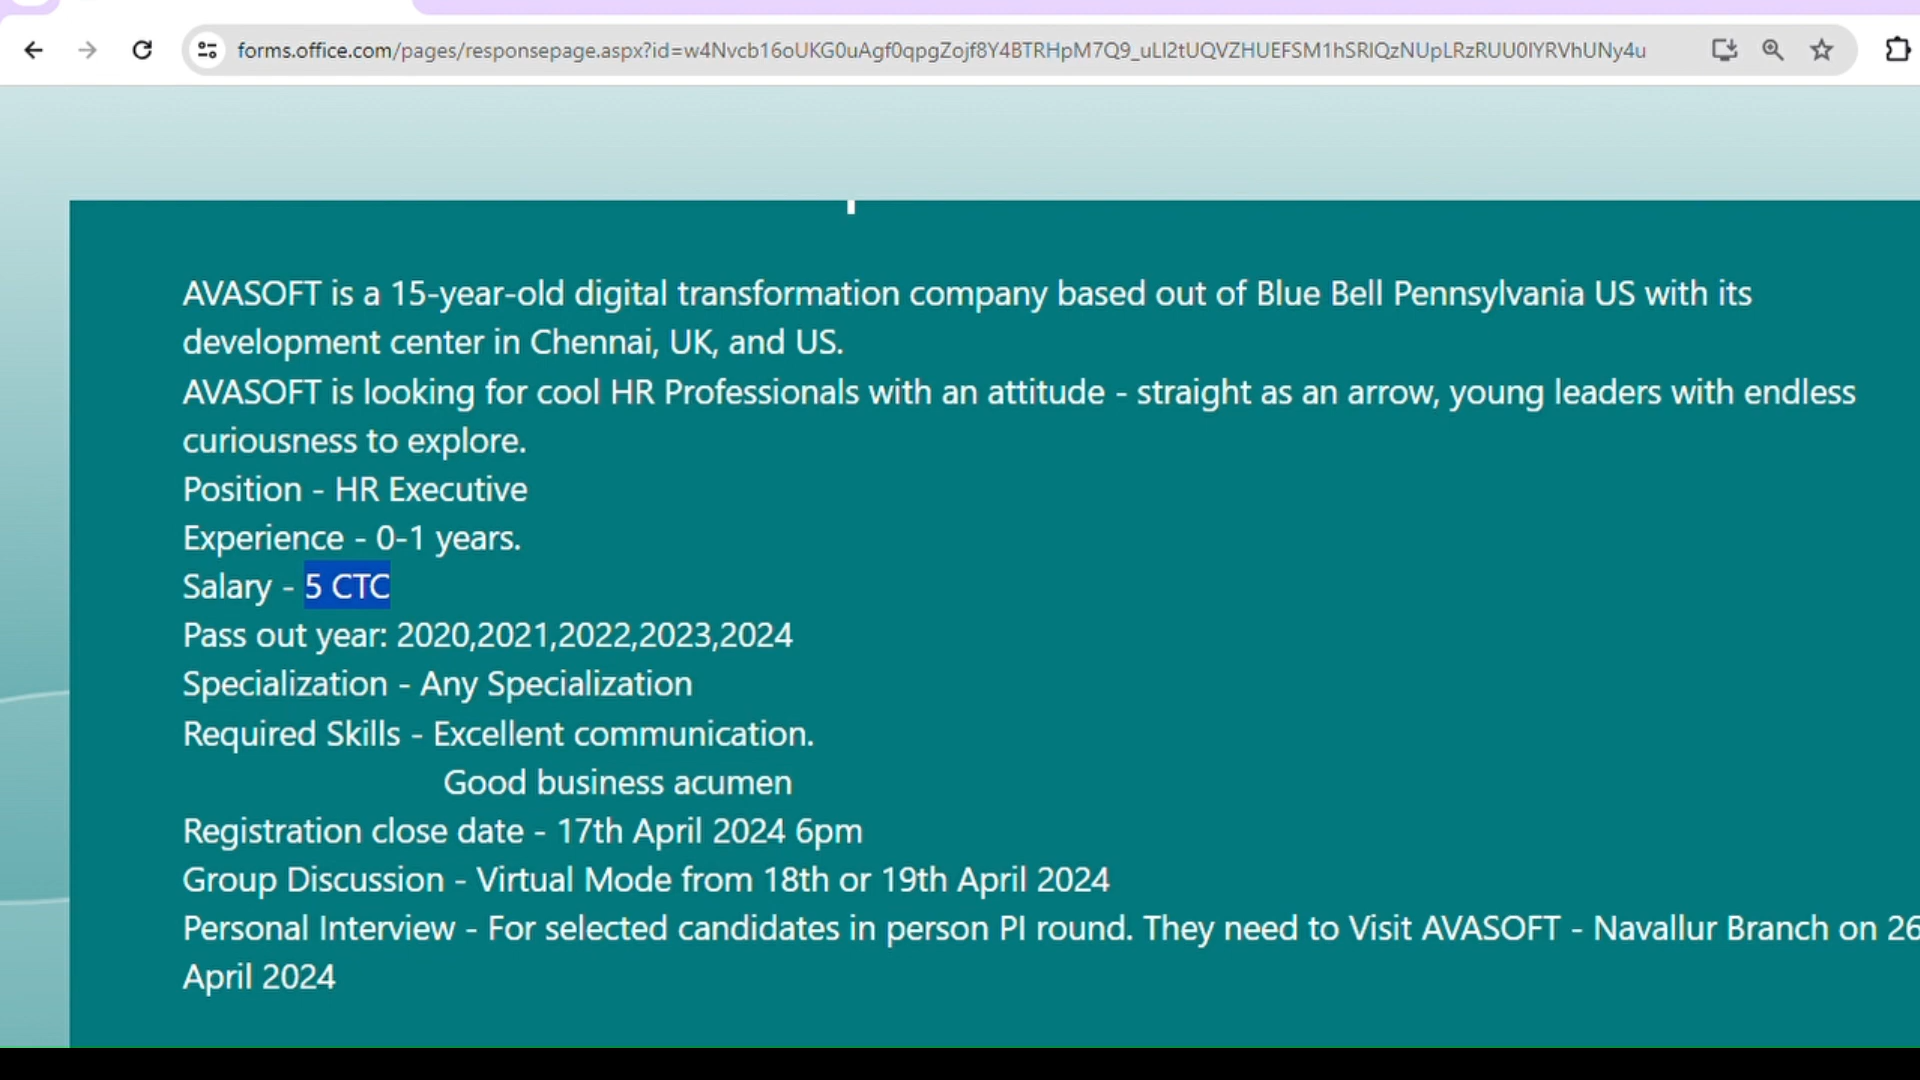 forms.office.com/pages/responsepage.aspx?id=w4Nvcb16oUKG0uAgf0qpgZojf8Y4BTRHpM7Q9_uLI2tUQVZHUEFSM1hSRlQzNUpLRzRUU0lYRVhUNy4u
AVASOFT is a 15-year-old digital transformation company based out of Blue Bell Pennsylvania US with its
development center in Chennai, UK, and US.
AVASOFT is looking for cool HR Professionals with an attitude - straight as an arrow, young leaders with endless
curiousness to explore.
Position - HR Executive
Experience - 0-1 years.
Salary - 5 CTC
Pass out year: 2020,2021,2022,2023,2024
Specialization - Any Specialization
Required Skills - Excellent communication.
Good business acumen
Registration close date - 17th April 2024 6pm
Group Discussion - Virtual Mode from 18th or 19th April 2024
Personal Interview - For selected candidates in person PI round. They need to Visit AVASOFT - Navallur Branch on 26
April 2024